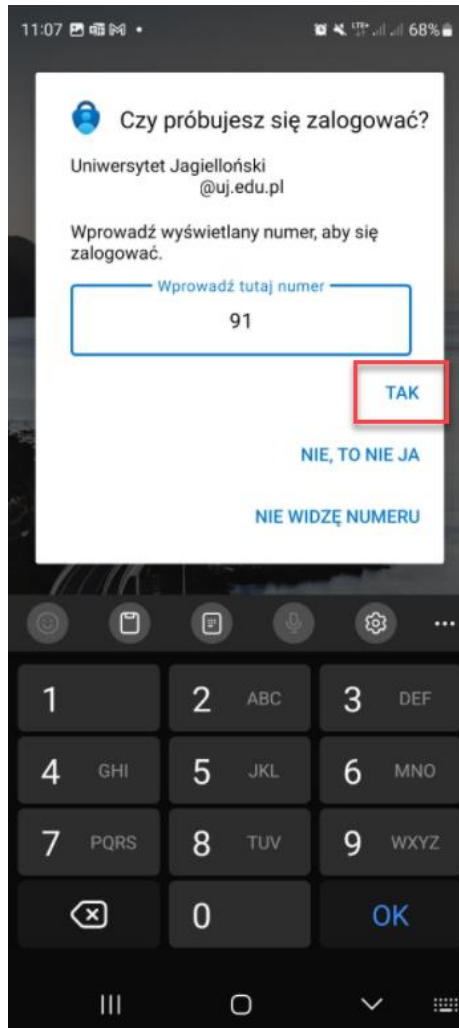 11:07 68%
Czy próbujesz się zalogować?
Uniwersytet Jagielloński
@uj.edu.pl
Wprowadź wyświetlany numer, aby się
zalogować.
Wprowadź tutaj numer
91
TAK
NIE, TO NIE JA
NIE WIDZĘ NUMERU
1 2 ABC 3 DEF
4 GHI 5 JKL 6 MNO
7 PQRS 8 TUV 9 WXYZ
0 OK